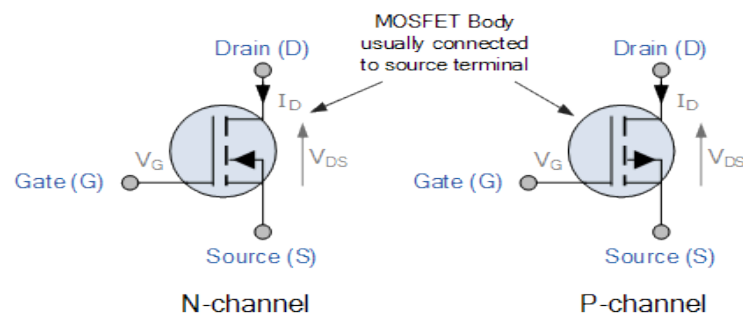 MOSFET Body
usually connected
to source terminal
Drain (D)
I_D
V_G
V_DS
Gate (G)
Source (S)
N-channel
Drain (D)
I_D
V_G
V_DS
Gate (G)
Source (S)
P-channel